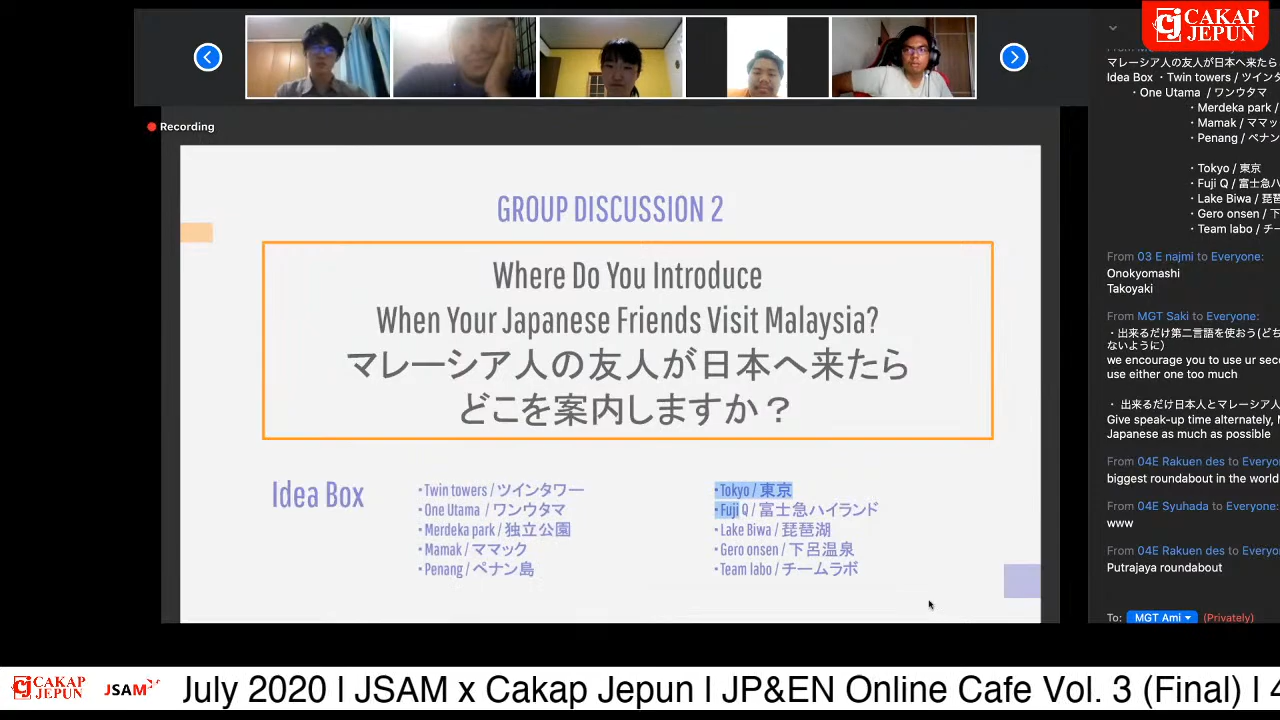 CAKAP
JEPUN
Recording
GROUP DISCUSSION 2
Where Do You Introduce
When Your Japanese Friends Visit Malaysia?
マレーシア人の友人が日本へ来たら
どこを案内しますか？
Idea Box
・Twin towers / ツインタワー
・One Utama / ワンウタマ
・Merdeka park / 独立公園
・Mamak / ママック
・Penang / ペナン島
・Tokyo / 東京
・Fuji Q / 富士急ハイランド
・Lake Biwa / 琵琶湖
・Gero onsen / 下呂温泉
・Team labo / チームラボ
マレーシア人の友人が日本へ来たら
Idea Box ・Twin towers / ツインタ
・One Utama / ワンウタマ
・Merdeka park /
・Mamak / ママッ
・Penang / ペナン
・Tokyo / 東京
・Fuji Q / 富士急ハ
・Lake Biwa / 琵琶
・Gero onsen / 下
・Team labo / チー
From 03 E najmi to Everyone:
Onokyomashi
Takoyaki
From MGT Saki to Everyone:
・出来るだけ第二言語を使おう(どち
ないように)
we encourage you to use ur sec
use either one too much
・ 出来るだけ日本人とマレーシア人
Give speak-up time alternately, M
Japanese as much as possible
From 04E Rakuen des to Everyo
biggest roundabout in the world
From 04E Syuhada to Everyone:
www
From 04E Rakuen des to Everyo
Putrajaya roundabout
To: MGT Ami (Privately)
CAKAP
JEPUN
JSAM
July 2020 I JSAM x Cakap Jepun I JP&EN Online Cafe Vol. 3 (Final) I 4